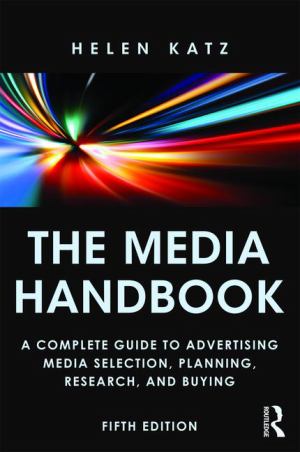 HELEN KATZ
THE MEDIA
HANDBOOK
A COMPLETE GUIDE TO ADVERTISING
MEDIA SELECTION, PLANNING,
RESEARCH, AND BUYING
FIFTH EDITION
ROUTLEDGE